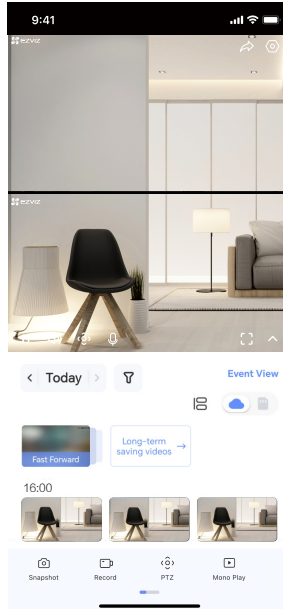 9:41
ezviz
ezviz
Today
Event View
Fast Forward
Long-term
saving videos
16:00
Snapshot
Record
PTZ
Mono Play